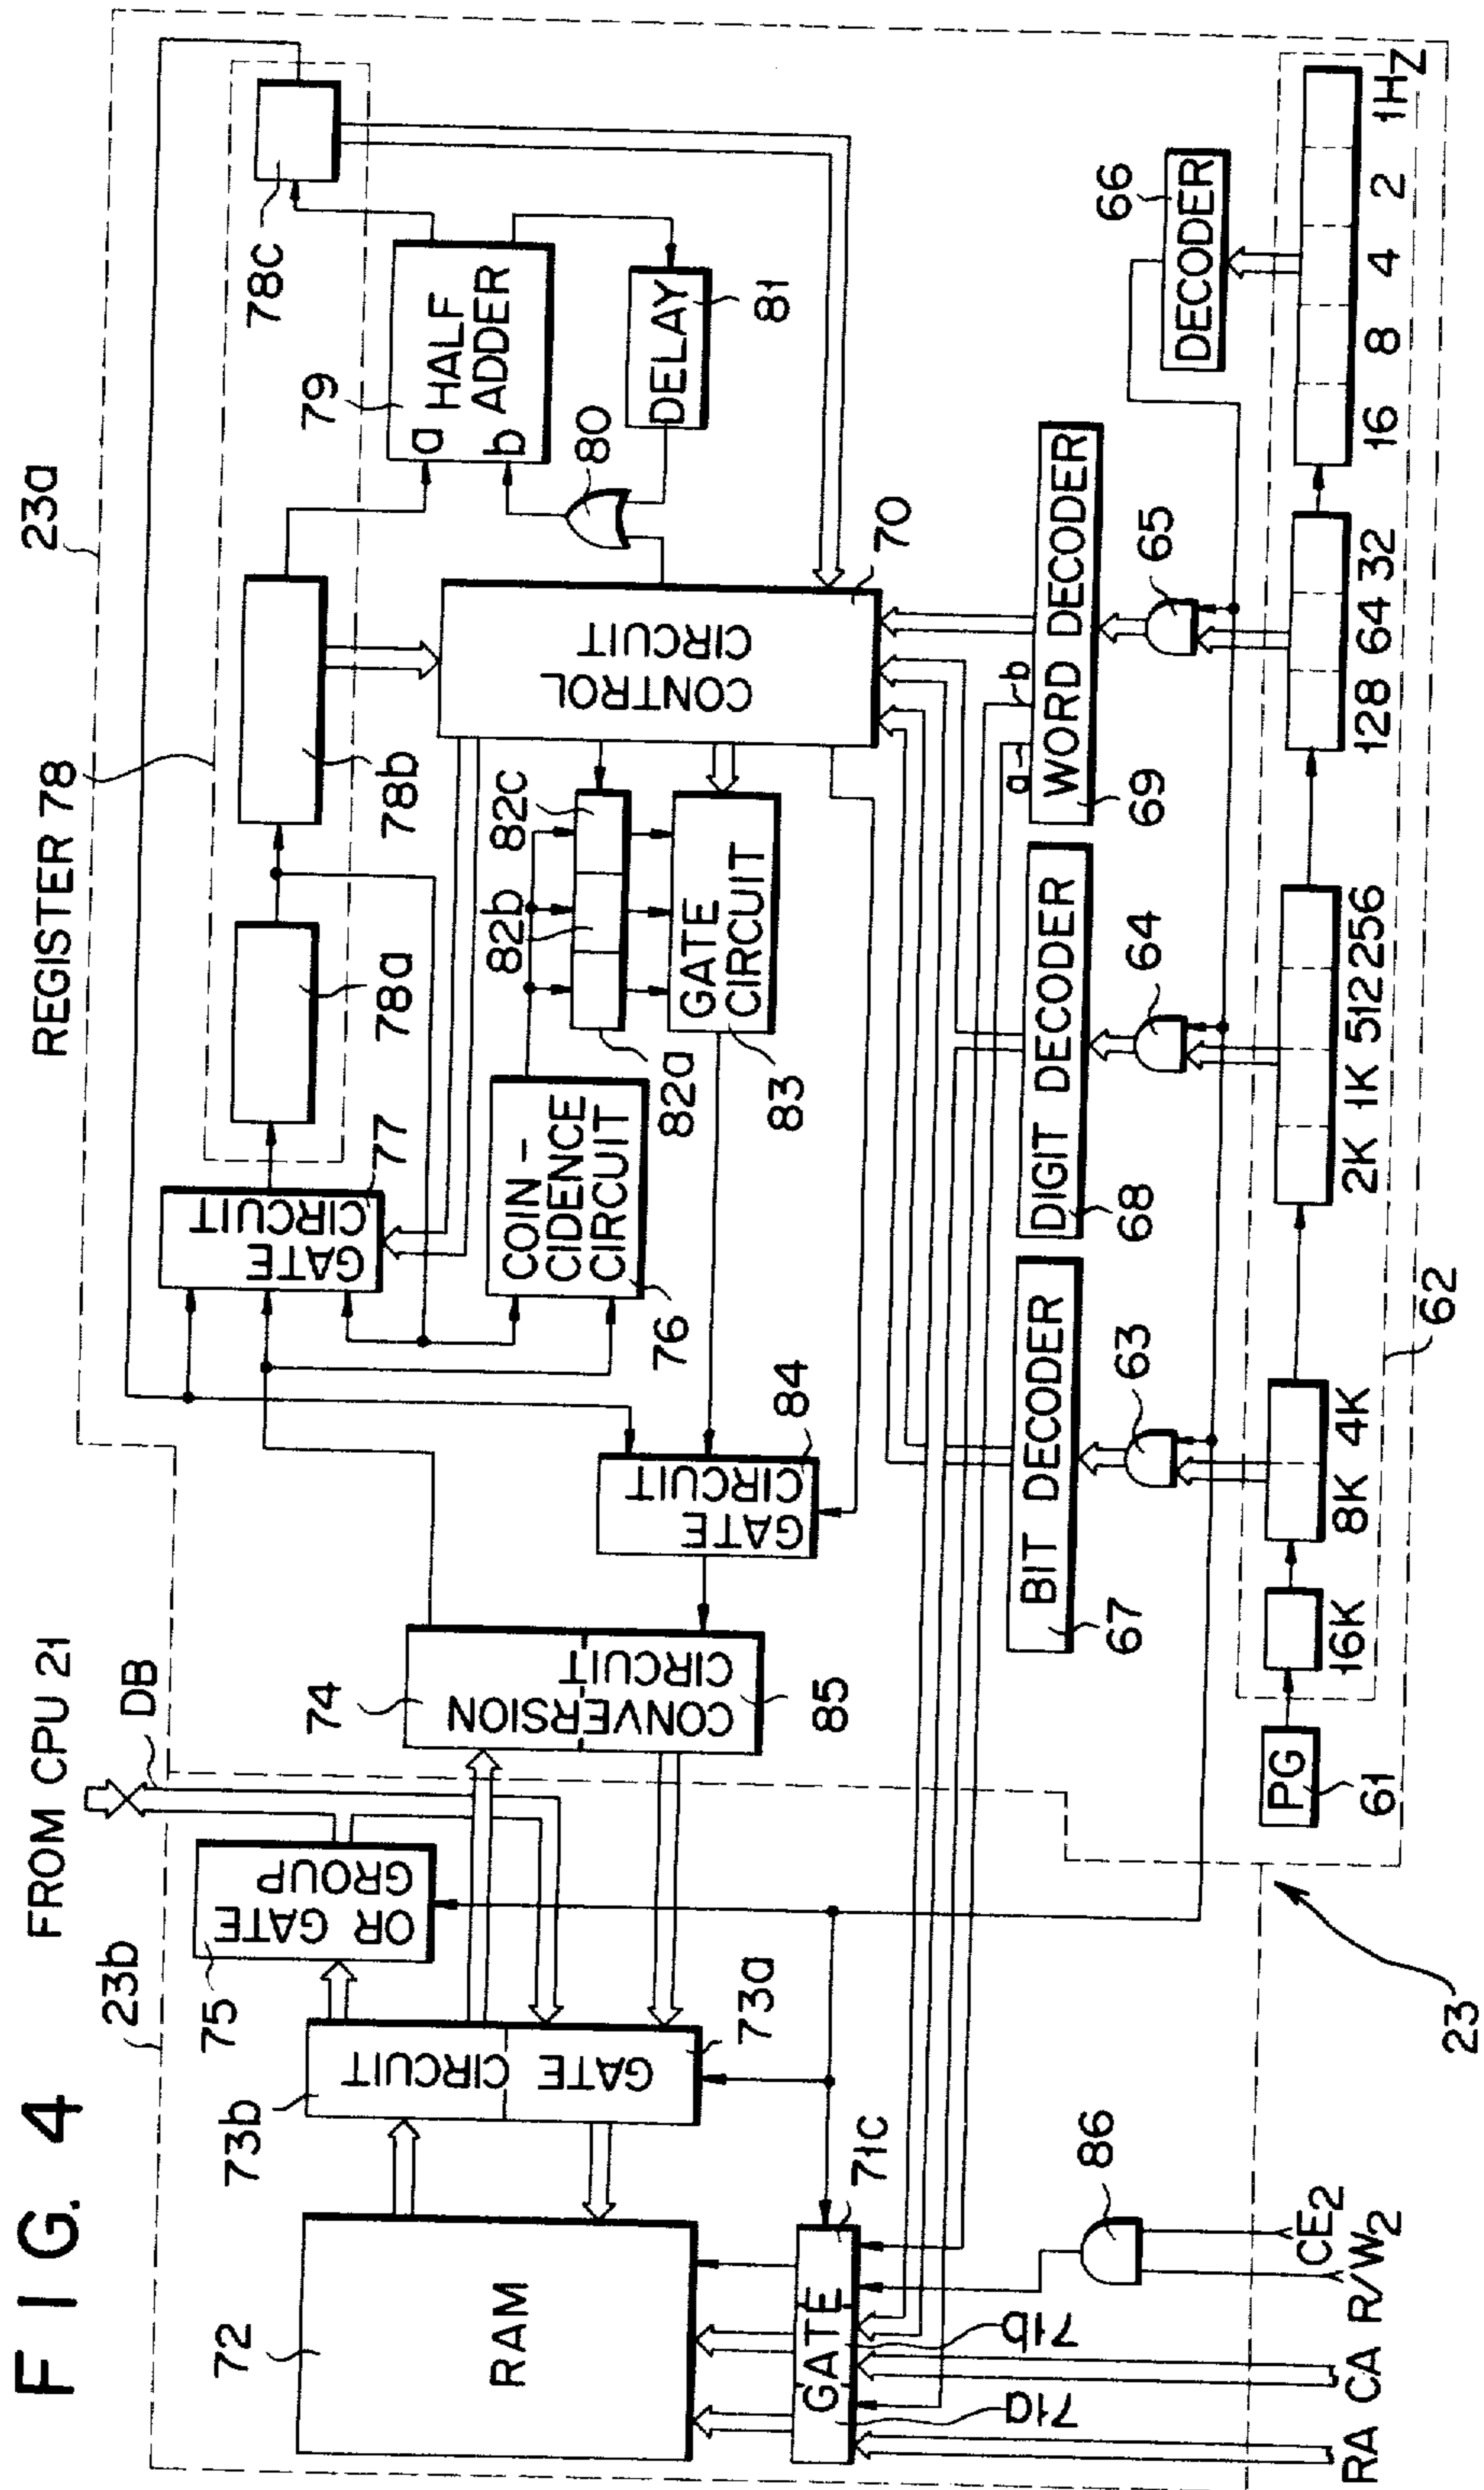 FIG. 4
FROM CPU 21
DB
23b
23a
REGISTER 78
72
RAM
73b
GATE CIRCUIT
73a
75
OR GATE
GROUP
74
CONVERSION
CIRCUIT
85
GATE
CIRCUIT
77
78a
78b
78c
79
a HALF
ADDER
b
80
DELAY
81
COIN-
CIDENCE
CIRCUIT
76
82a
82b
82c
GATE
CIRCUIT
83
CONTROL
CIRCUIT
70
GATE
CIRCUIT
84
GATE
71a
71b
71c
86
RA
CA
R/W2
CE2
BIT DECODER
67
DIGIT DECODER
68
a
b
WORD DECODER
69
DECODER
66
63
64
65
PG
61
16K
8K 4K
2K 1K 512 256
128 64 32
16 8 4 2 1HZ
62
23